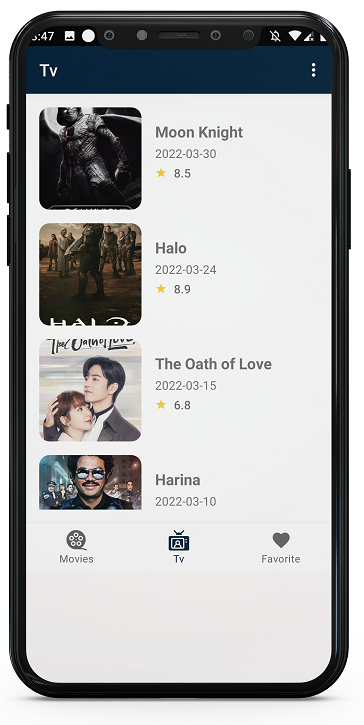 :47
Tv
Moon Knight
2022-03-30
8.5
Halo
2022-03-24
8.9
HALO
The Oath of Love
The Oath of Love
2022-03-15
6.8
Harina
2022-03-10
Movies
Tv
Favorite